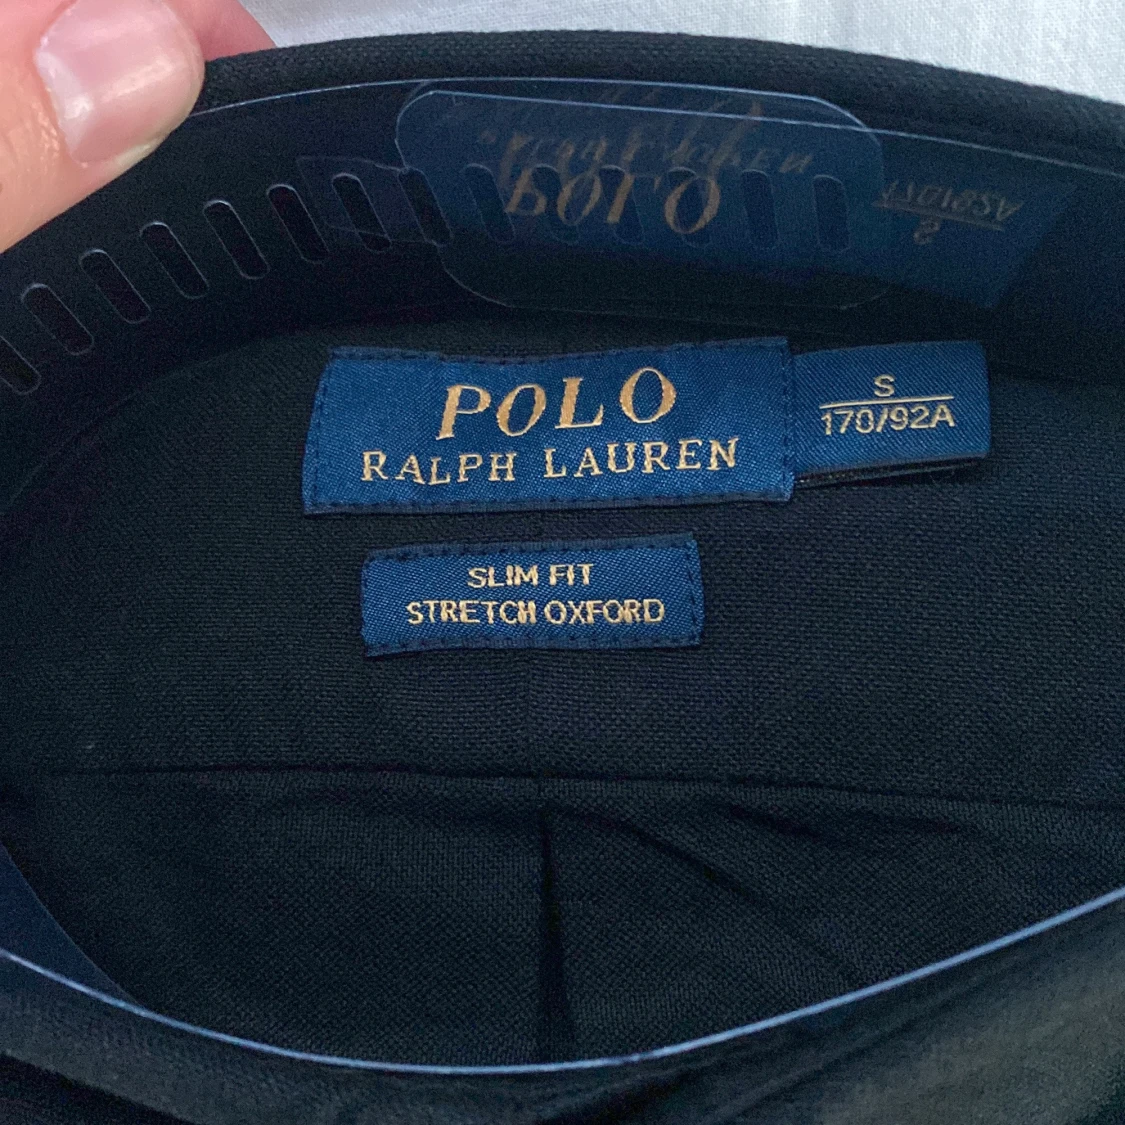 POLO
RALPH LAUREN
S
170/92A
SLIM FIT
STRETCH OXFORD